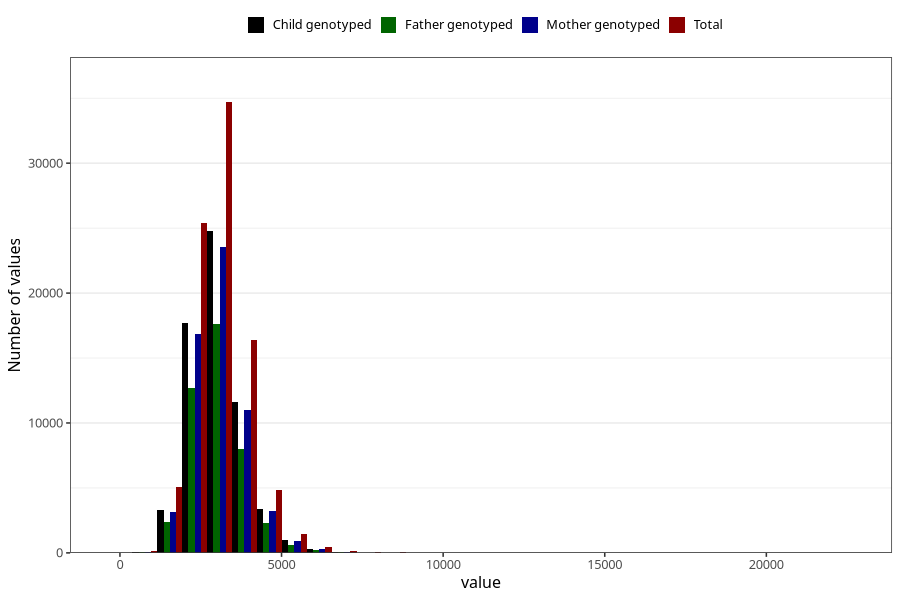 Child genotyped Father genotyped Mother genotyped Total
Number of values
30000
20000
10000
0
0 5000 10000 15000 20000
value